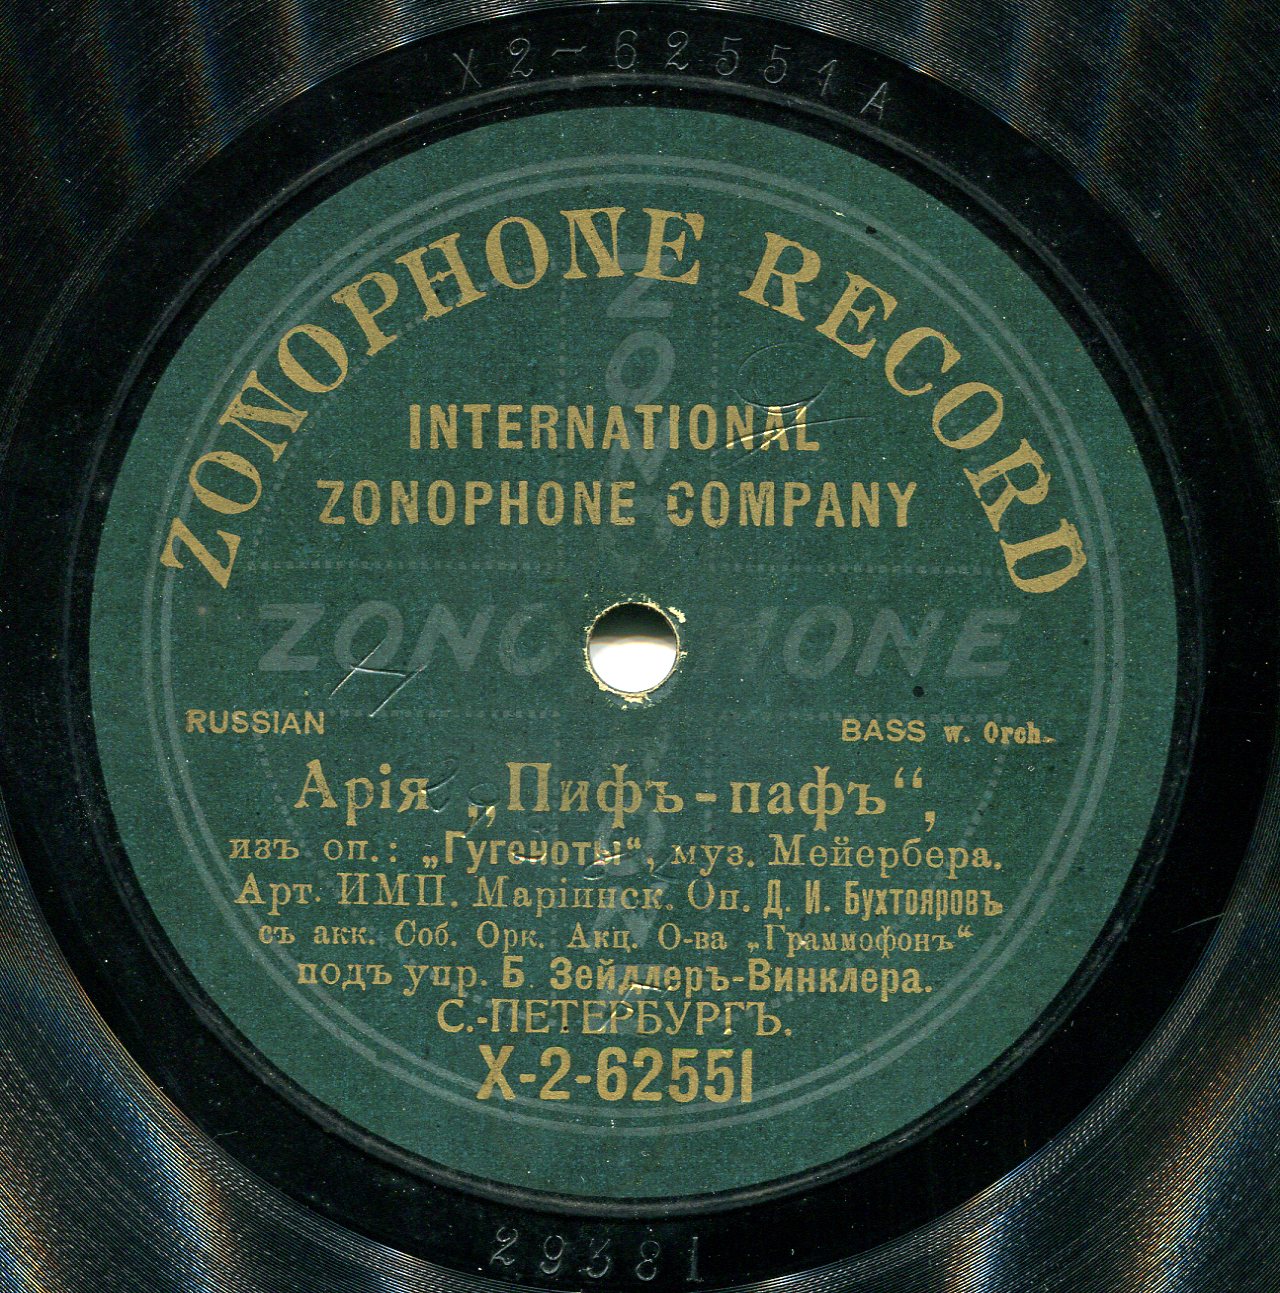 X2-62551A
ZONOPHONE RECORD
INTERNATIONAL
ZONOPHONE COMPANY
ZONOPHONE
RUSSIAN
BASS w. Orch.
Арія „Пифъ-пафъ“,
изъ оп.: „Гугеноты“, муз. Мейербера.
Арт. ИМП. Маріинск. Оп. Д. И. Бухтояровъ
съ акк. Соб. Орк. Акц. О-ва „Граммофонъ“
подъ упр. Б. Зейдлеръ-Винклера.
С.-ПЕТЕРБУРГЪ.
X-2-62551
29381